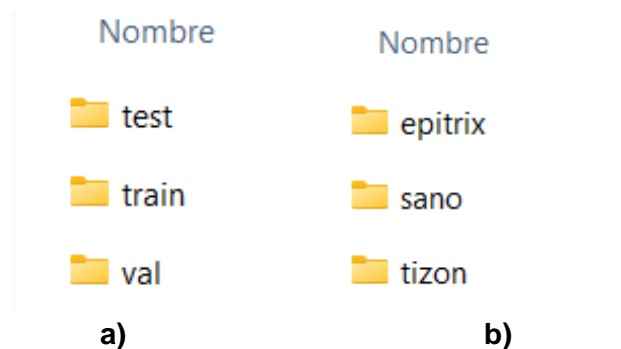 Nombre
test
train
val
a)
Nombre
epitrix
sano
tizon
b)